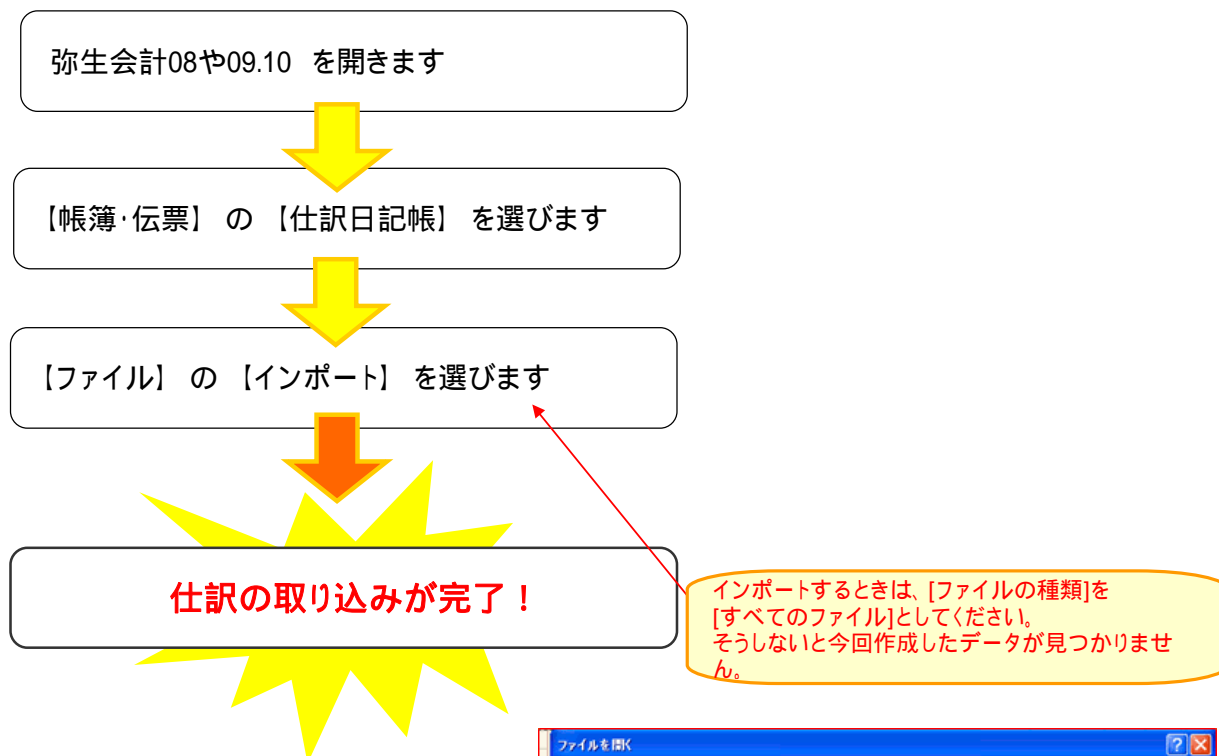 弥生会計08や09.10 を開きます
【帳簿・伝票】 の 【仕訳日記帳】 を選びます
【ファイル】 の 【インポート】 を選びます
仕訳の取り込みが完了！
インポートするときは、[ファイルの種類]を
[すべてのファイル]としてください。
そうしないと今回作成したデータが見つかりませ
ん。
ファイルを開く